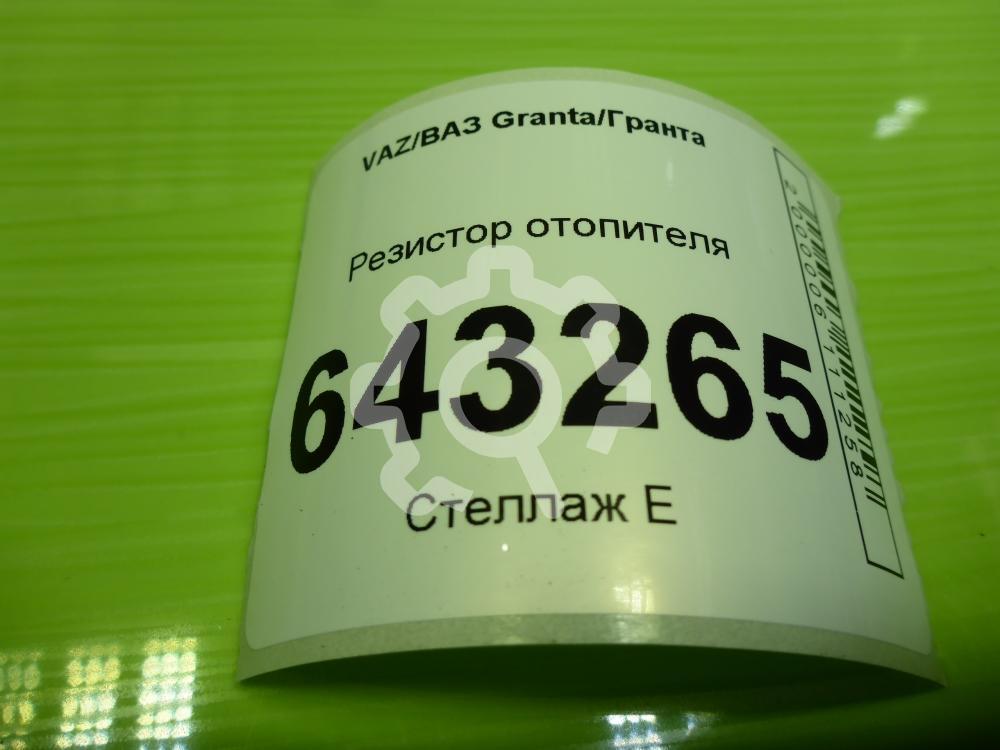 VAZ/ВАЗ Granta/Гранта
Резистор отопителя
643265
Стеллаж Е
2000006111258